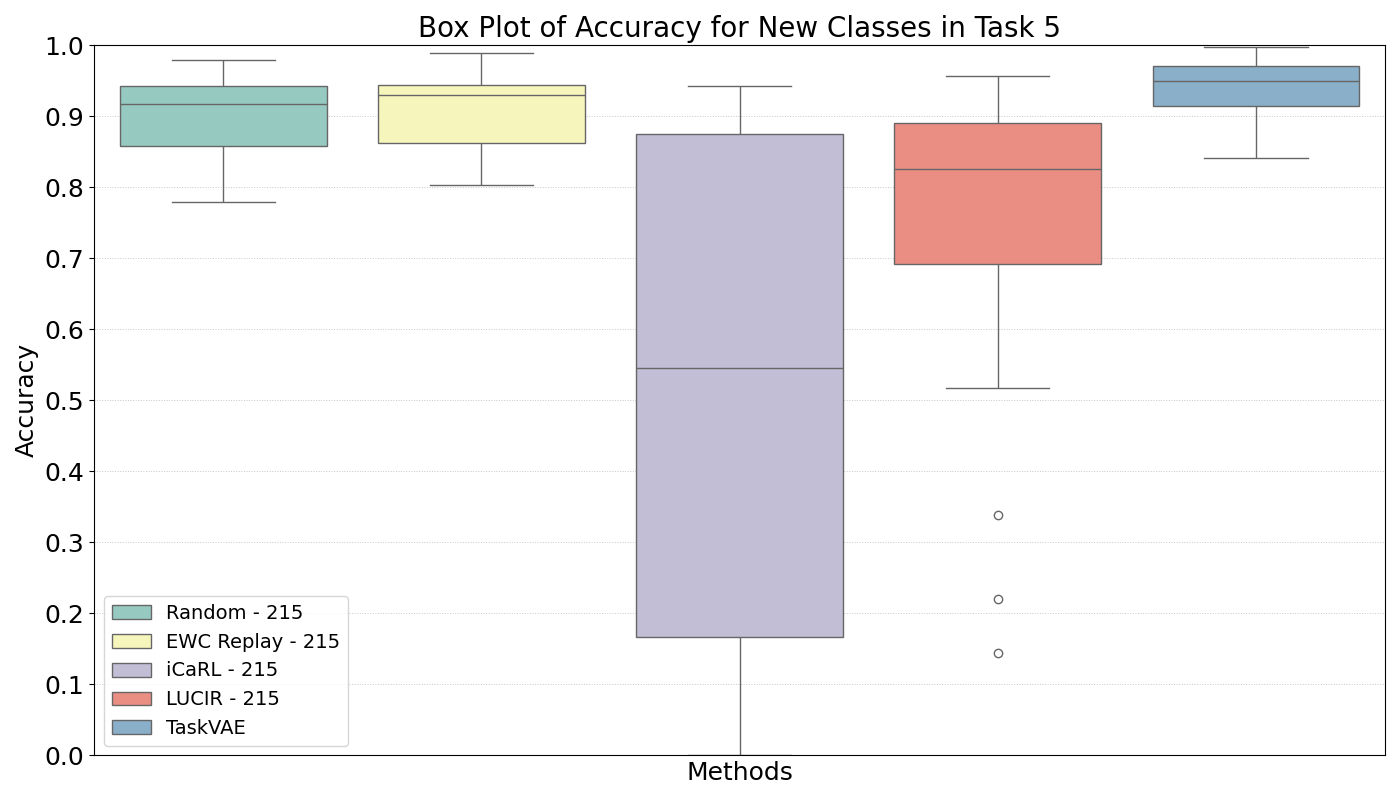 Box Plot of Accuracy for New Classes in Task 5
1.0
0.9
0.8
0.7
0.6
0.5
0.4
0.3
0.2
0.1
0.0
Accuracy
Random - 215
EWC Replay - 215
iCaRL - 215
LUCIR - 215
TaskVAE
Methods